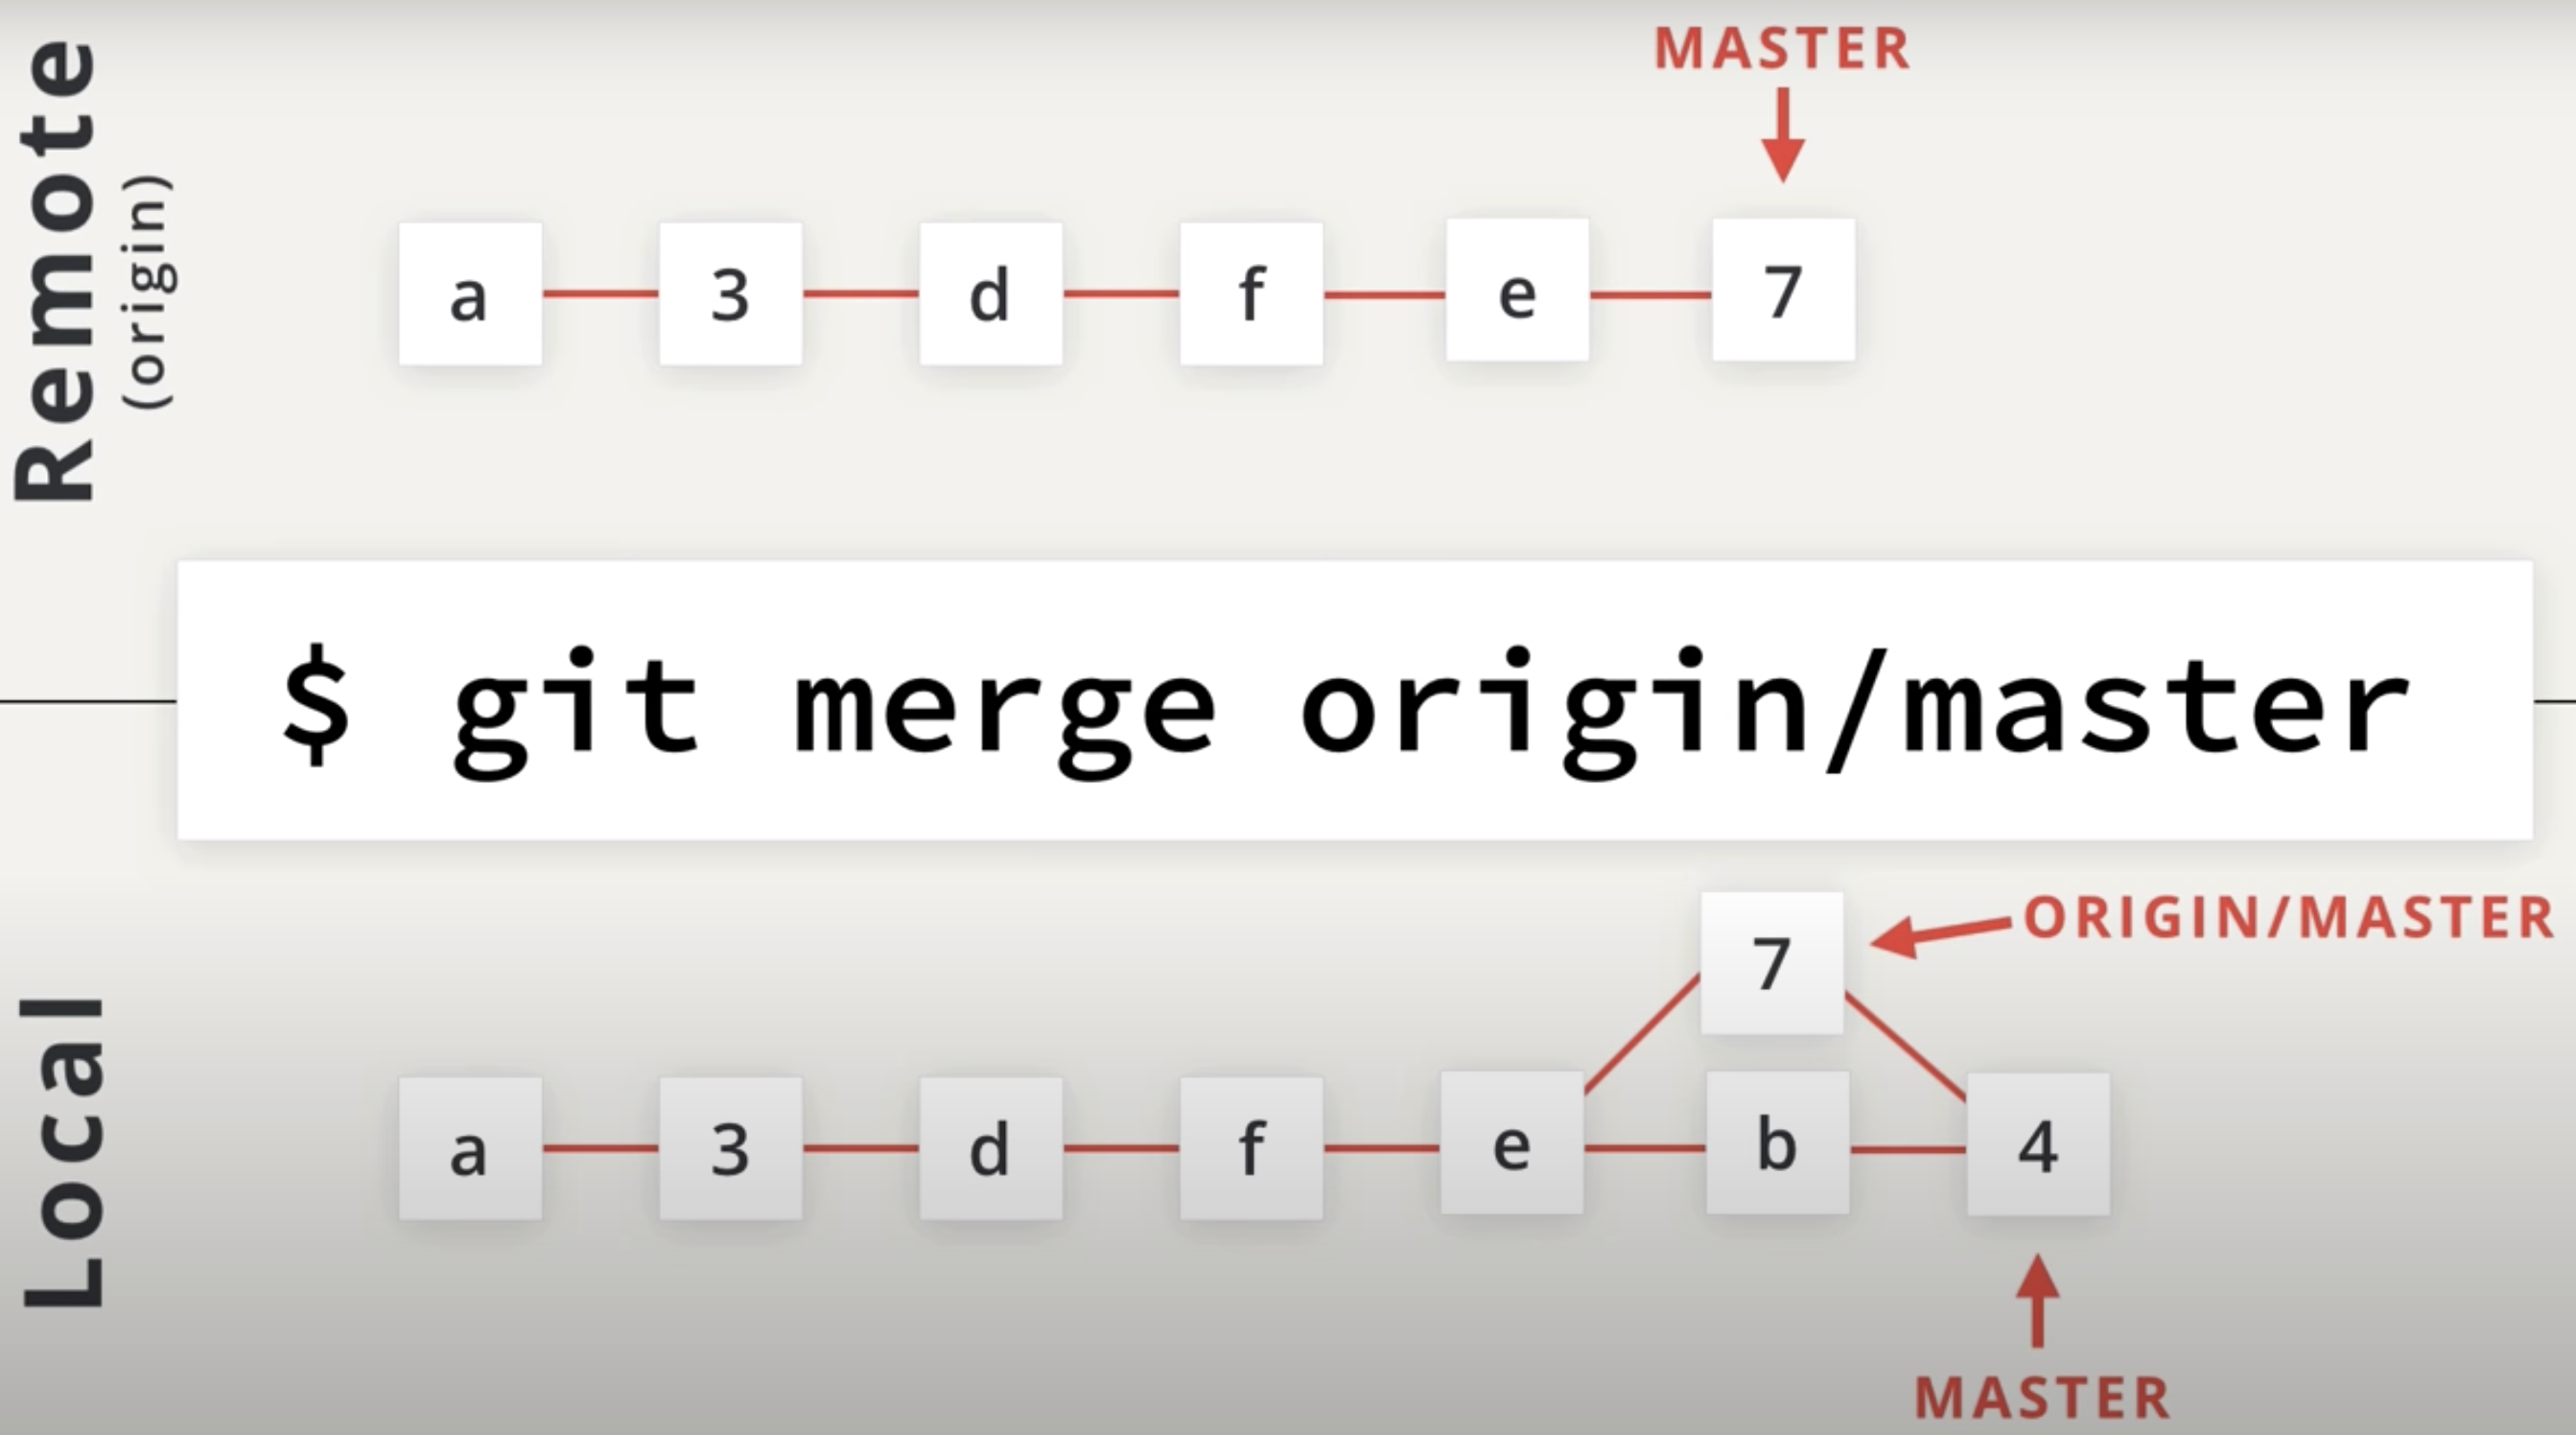 Remote
(origin)
MASTER
a 3 d f e 7
$ git merge origin/master
Local
7 ORIGIN/MASTER
a 3 d f e b 4
MASTER